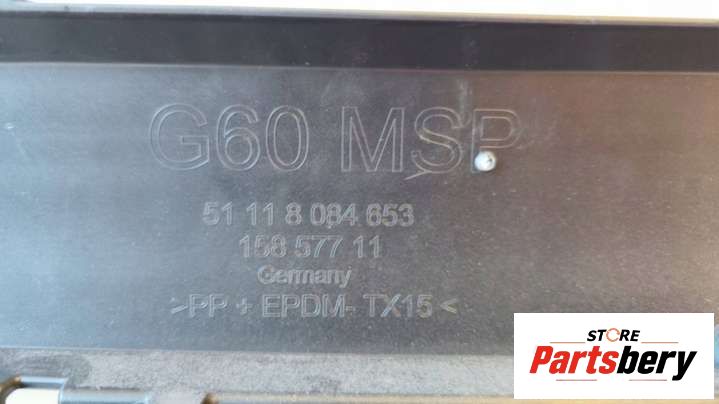 G60 MSP
51 11 8 084 653
158 577 11
Germany
>PP + EPDM- TX15<
STORE
Partsbery